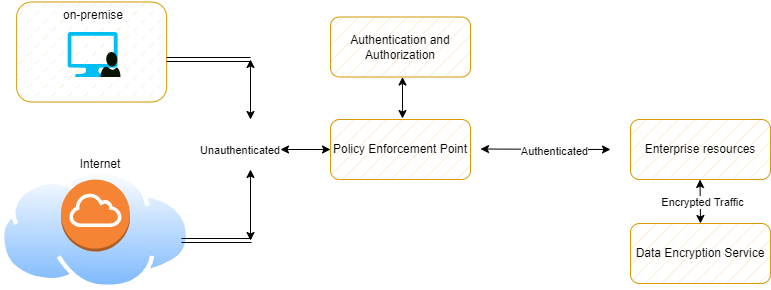 on-premise
Authentication and
Authorization
Unauthenticated
Policy Enforcement Point
Authenticated
Enterprise resources
Internet
Encrypted Traffic
Data Encryption Service